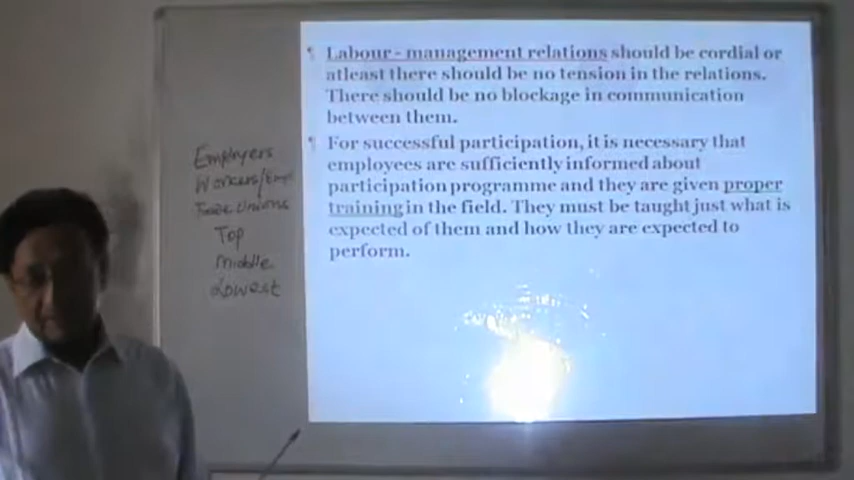 Labour - management relations should be cordial or
atleast there should be no tension in the relations.
There should be no blockage in communication
between them.
For successful participation, it is necessary that
employees are sufficiently informed about
participation programme and they are given proper
training in the field. They must be taught just what is
expected of them and how they are expected to
perform.
Employers
Workers/Emp
Trade Unions
Top
Middle
Lowest